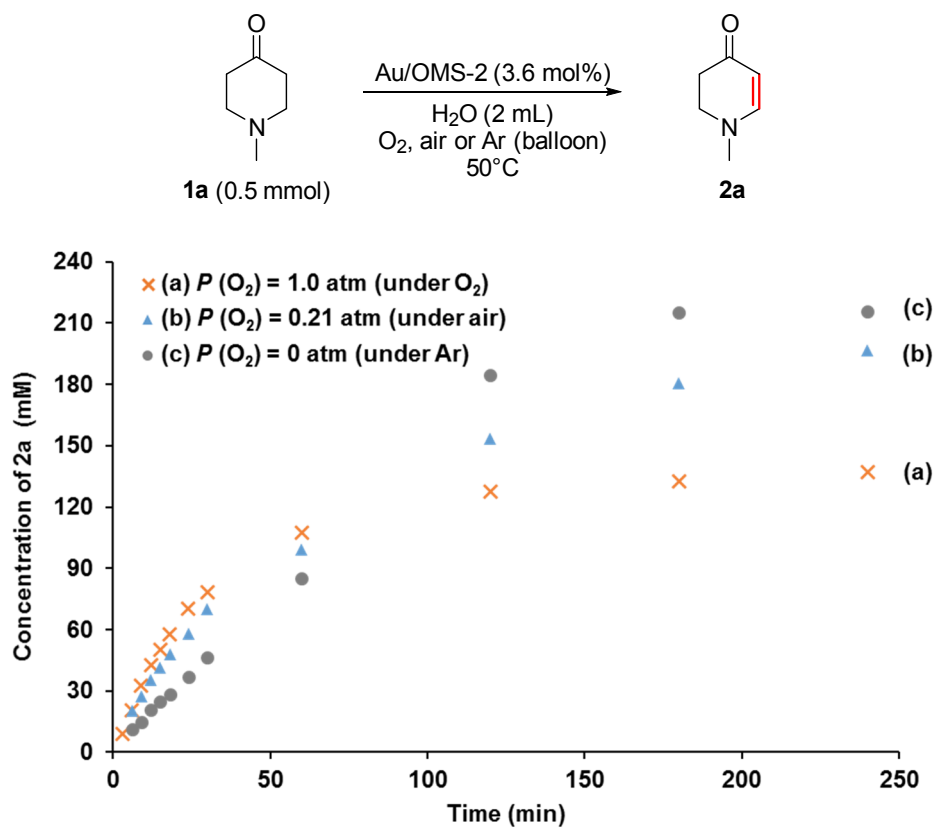 O
O
Au/OMS-2 (3.6 mol%)
H₂O (2 mL)
O₂, air or Ar (balloon)
50°C
N
N
1a (0.5 mmol)
2a
240
210
180
150
120
90
60
30
0
Concentration of 2a (mM)
(a) P (O₂) = 1.0 atm (under O₂)
(b) P (O₂) = 0.21 atm (under air)
(c) P (O₂) = 0 atm (under Ar)
(c)
(b)
(a)
0 50 100 150 200 250
Time (min)